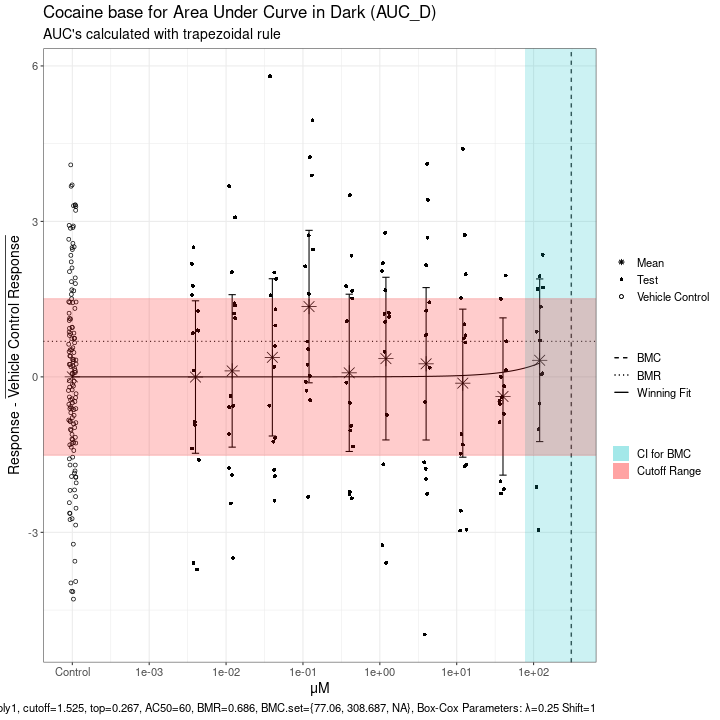 Cocaine base for Area Under Curve in Dark (AUC_D)
AUC's calculated with trapezoidal rule
6
3
0
-3
Response - Vehicle Control Response
Control
1e-03
1e-02
1e-01
1e+00
1e+01
1e+02
μM
Mean
Test
Vehicle Control
BMC
BMR
Winning Fit
CI for BMC
Cutoff Range
oly1, cutoff=1.525, top=0.267, AC50=60, BMR=0.686, BMC.set={77.06, 308.687, NA}, Box-Cox Parameters: λ=0.25 Shift=1